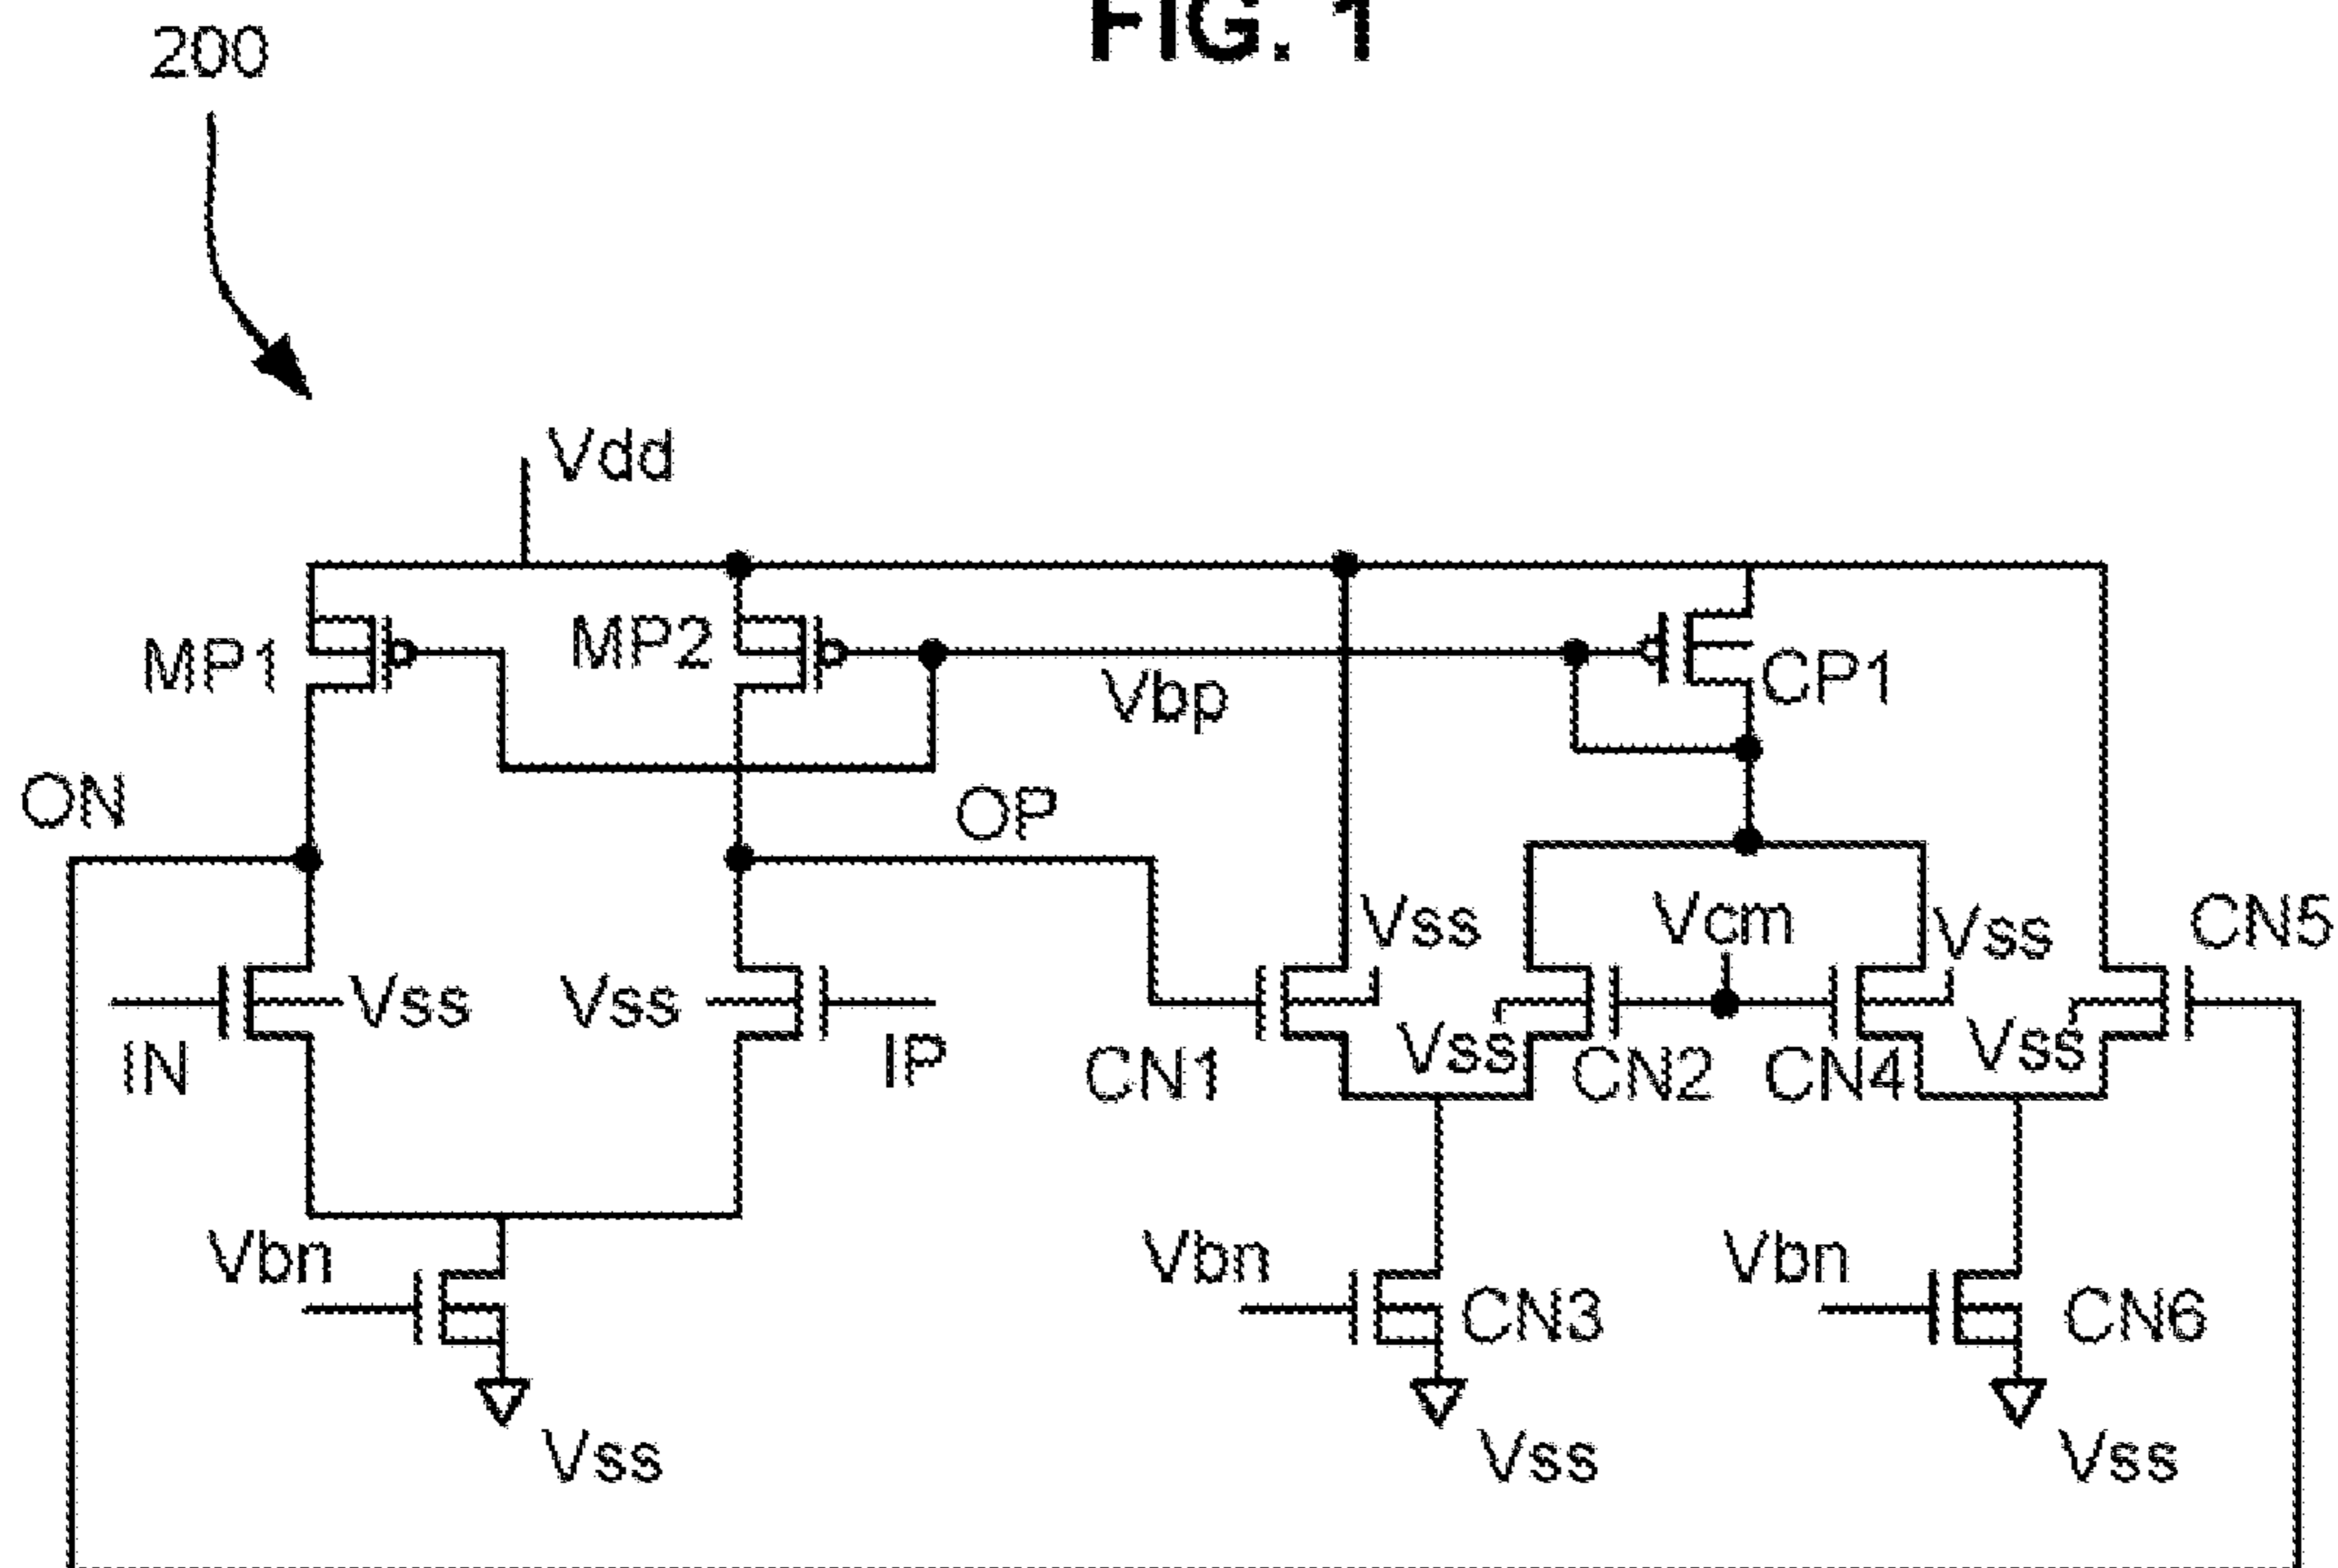 FIG. 1
200
Vdd
MP1
MP2
Vbp
CP1
ON
OP
Vss
Vcm
Vss
CN5
Vss
Vss
IN
IP
CN1
Vss
CN2
CN4
Vss
Vbn
Vbn
CN3
Vbn
CN6
Vss
Vss
Vss